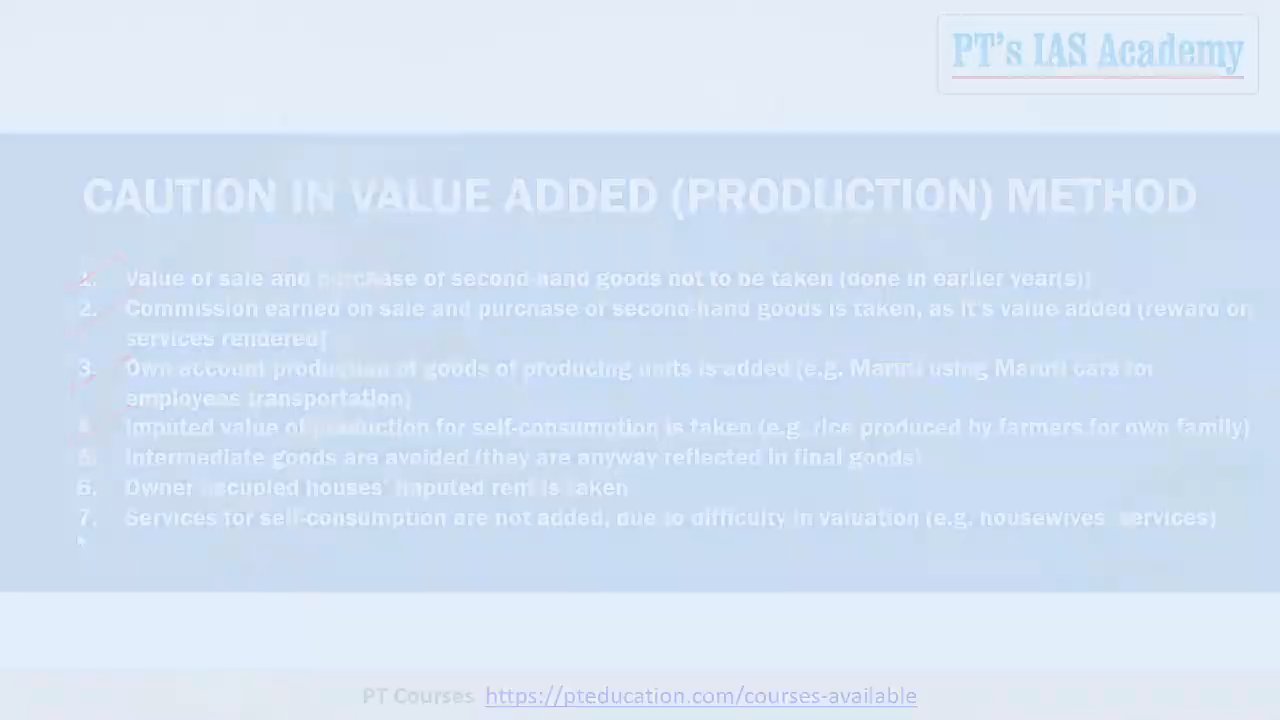 PT's IAS Academy
CAUTION IN VALUE ADDED (PRODUCTION) METHOD
1. Value of sale and purchase of second-hand goods not to be taken (done in earlier year(s))
2. Commission earned on sale and purchase of second-hand goods is taken, as it's value added (reward on
services rendered)
3. Own account production of goods of producing units is added (e.g. Maruti using Maruti cars for
employees transportation)
4. Imputed value of production for self-consumption is taken (e.g. rice produced by farmers for own family)
5. Intermediate goods are avoided (they are anyway reflected in final goods)
6. Owner occupied houses' imputed rent is taken
7. Services for self-consumption are not added, due to difficulty in valuation (e.g. housewives' services)
PT Courses https://pteducation.com/courses-available